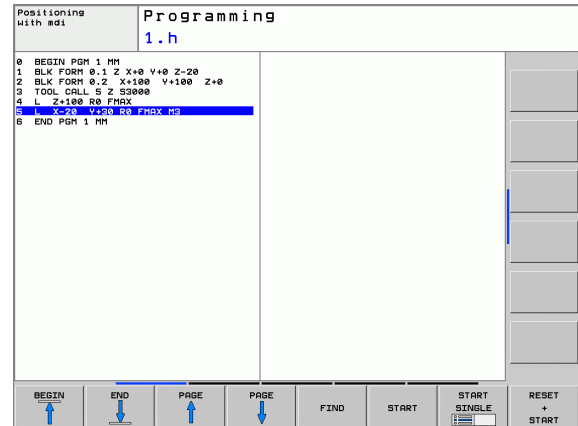 Positioning
with mdi
Programming
1.h
0 BEGIN PGM 1 MM
1 BLK FORM 0.1 Z X+0 Y+0 Z-20
2 BLK FORM 0.2 X+100 Y+100 Z+0
3 TOOL CALL 5 Z S3000
4 L Z+100 R0 FMAX
5 L X-20 Y+30 R0 FMAX M3
6 END PGM 1 MM
BEGIN
END
PAGE
PAGE
FIND
START
START
SINGLE
RESET
+
START